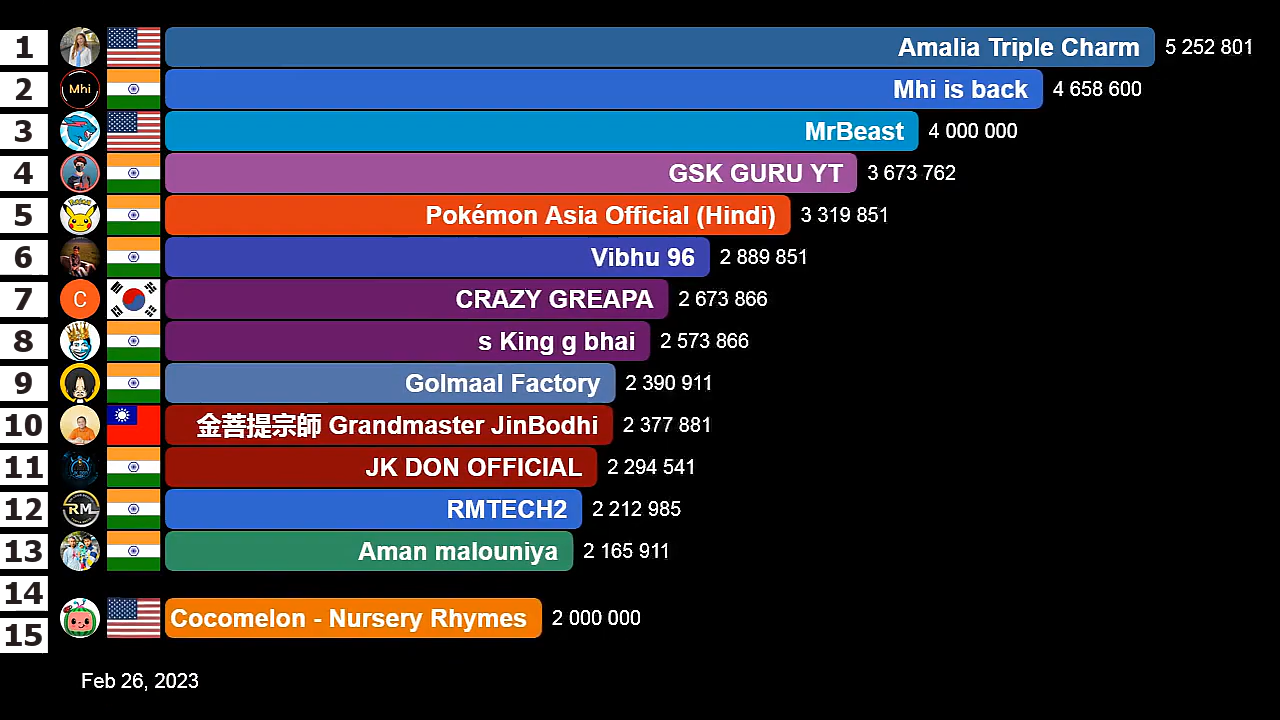 1 Amalia Triple Charm 5 252 801
2 Mhi Mhi is back 4 658 600
3 MrBeast 4 000 000
4 GSK GURU YT 3 673 762
5 Pokémon Asia Official (Hindi) 3 319 851
6 Vibhu 96 2 889 851
7 C CRAZY GREAPA 2 673 866
8 s King g bhai 2 573 866
9 Golmaal Factory 2 390 911
10 金菩提宗師 Grandmaster JinBodhi 2 377 881
11 JK DON OFFICIAL 2 294 541
12 RM RMTECH2 2 212 985
13 Aman malouniya 2 165 911
14
Cocomelon - Nursery Rhymes 2 000 000
15
Feb 26, 2023